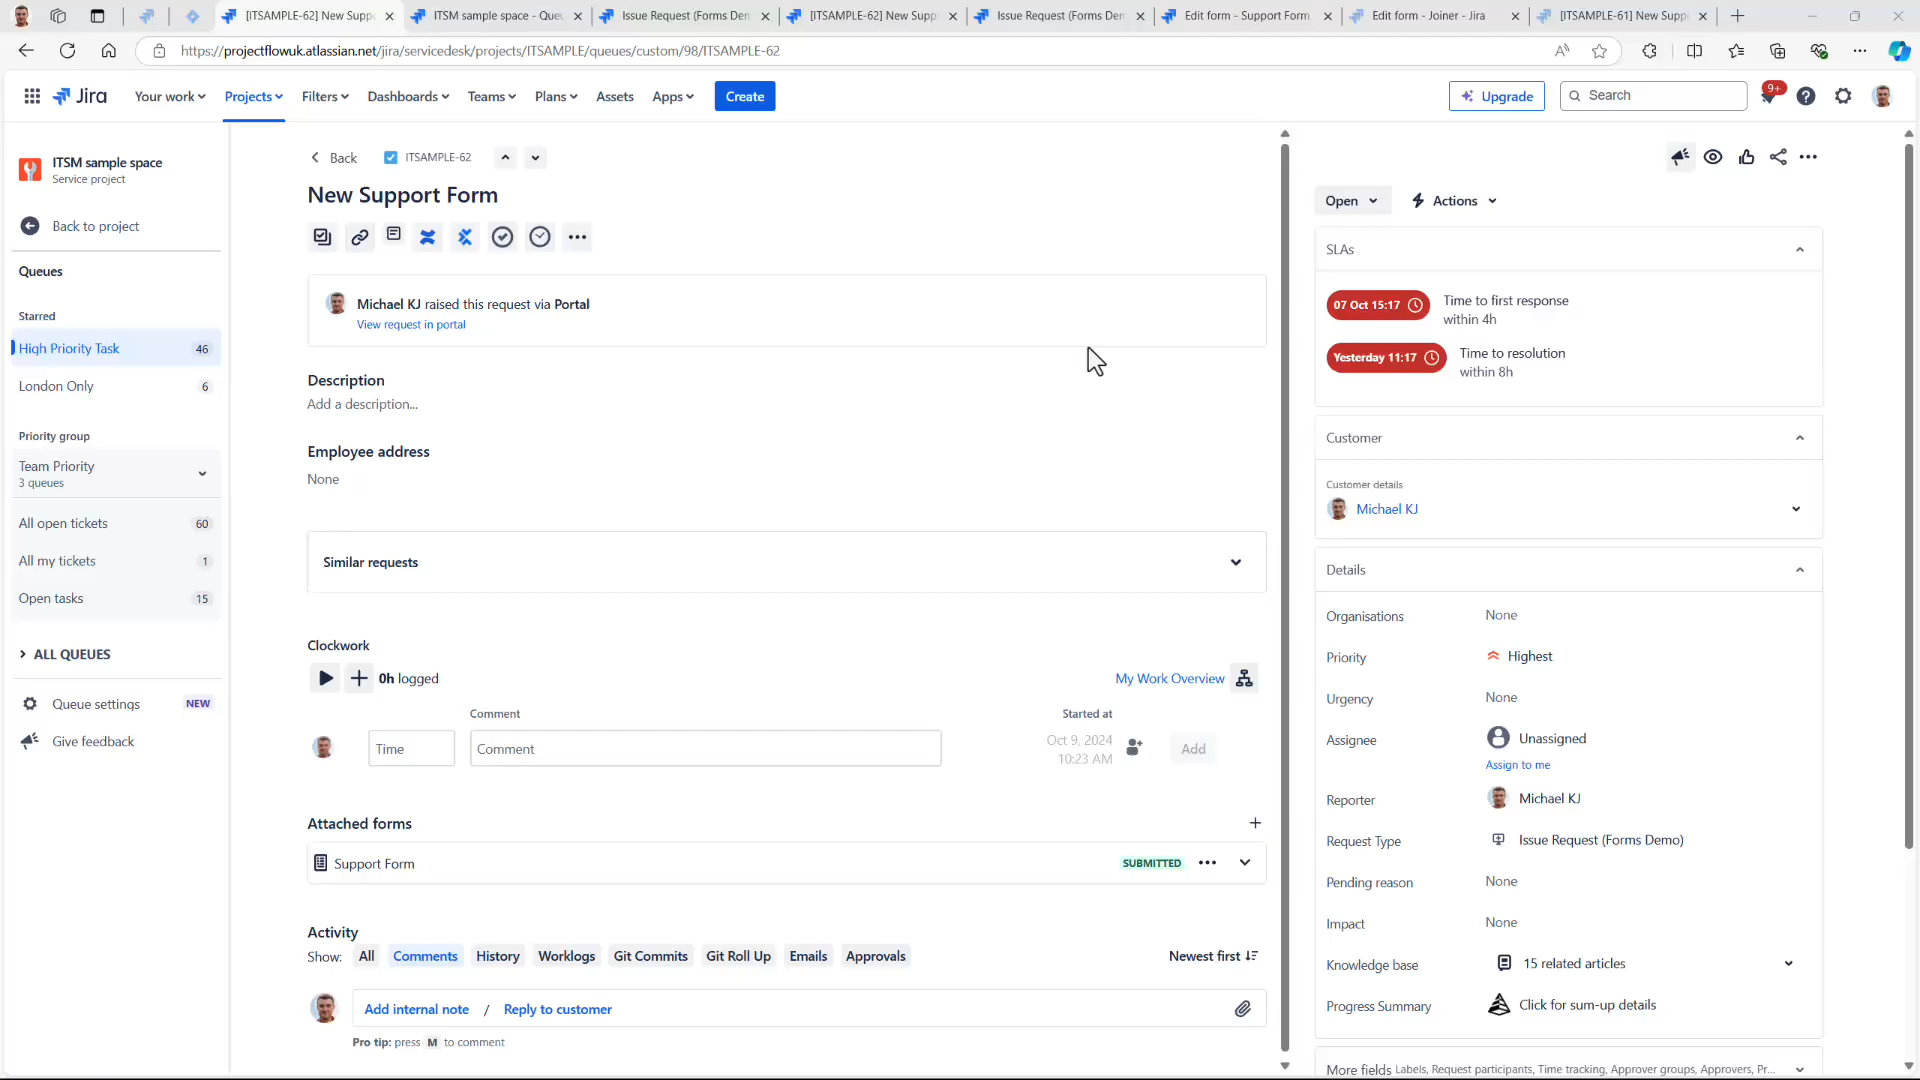 [ITSAMPLE-62] New Suppo
ITSM sample space - Que
Issue Request (Forms Den
[ITSAMPLE-62] New Supp
Issue Request (Forms Der
Edit form - Support Form
Edit form - Joiner - Jira
[ITSAMPLE-61] New Supp
https://projectflowuk.atlassian.net/jira/servicedesk/projects/ITSAMPLE/queues/custom/98/ITSAMPLE-62
Jira
Your work
Projects
Filters
Dashboards
Teams
Plans
Assets
Apps
Create
Upgrade
Search
9+
ITSM sample space
Service project
Back to project
Queues
Starred
High Priority Task 46
London Only 6
Priority group
Team Priority
3 queues
All open tickets 60
All my tickets 1
Open tasks 15
ALL QUEUES
Queue settings NEW
Give feedback
Back
ITSAMPLE-62
New Support Form
Michael KJ raised this request via Portal
View request in portal
Description
Add a description...
Employee address
None
Similar requests
Clockwork
0h logged
My Work Overview
Comment
Started at
Time
Comment
Oct 9, 2024
10:23 AM
Add
Attached forms
Support Form
SUBMITTED
Activity
Show: All Comments History Worklogs Git Commits Git Roll Up Emails Approvals
Newest first
Add internal note / Reply to customer
Pro tip: press M to comment
Open
Actions
SLAs
07 Oct 15:17
Time to first response
within 4h
Yesterday 11:17
Time to resolution
within 8h
Customer
Customer details
Michael KJ
Details
Organisations None
Priority Highest
Urgency None
Assignee Unassigned
Assign to me
Reporter Michael KJ
Request Type Issue Request (Forms Demo)
Pending reason None
Impact None
Knowledge base 15 related articles
Progress Summary Click for sum-up details
More fields Labels, Request participants, Time tracking, Approver groups, Approvers, Pr...